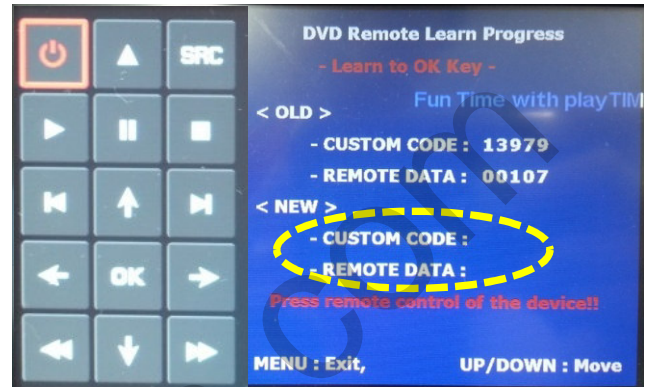 SRC
OK
DVD Remote Learn Progress
- Learn to OK Key -
Fun Time with playTIM
< OLD >
- CUSTOM CODE : 13979
- REMOTE DATA : 00107
< NEW >
- CUSTOM CODE :
- REMOTE DATA :
Press remote control of the device!!
MENU : Exit,
UP/DOWN : Move
com